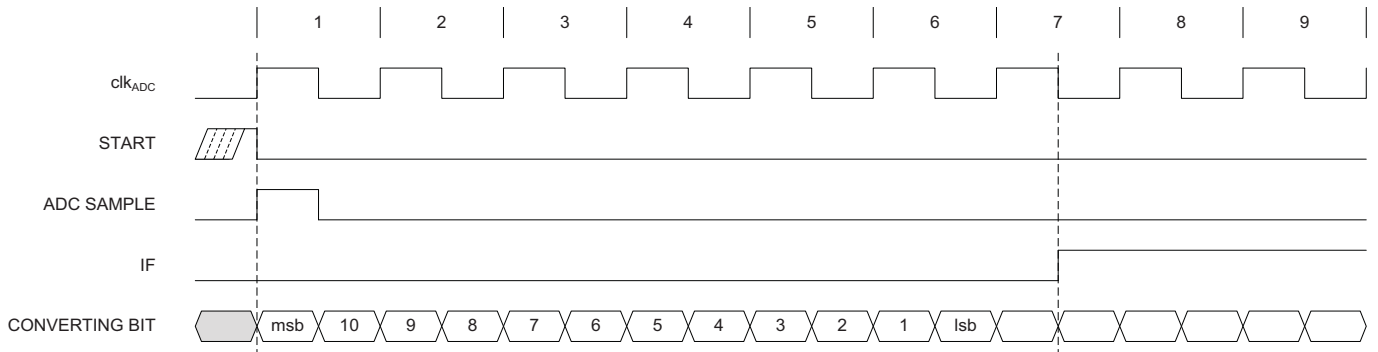 1 2 3 4 5 6 7 8 9
clkADC
START
ADC SAMPLE
IF
CONVERTING BIT msb 10 9 8 7 6 5 4 3 2 1 lsb